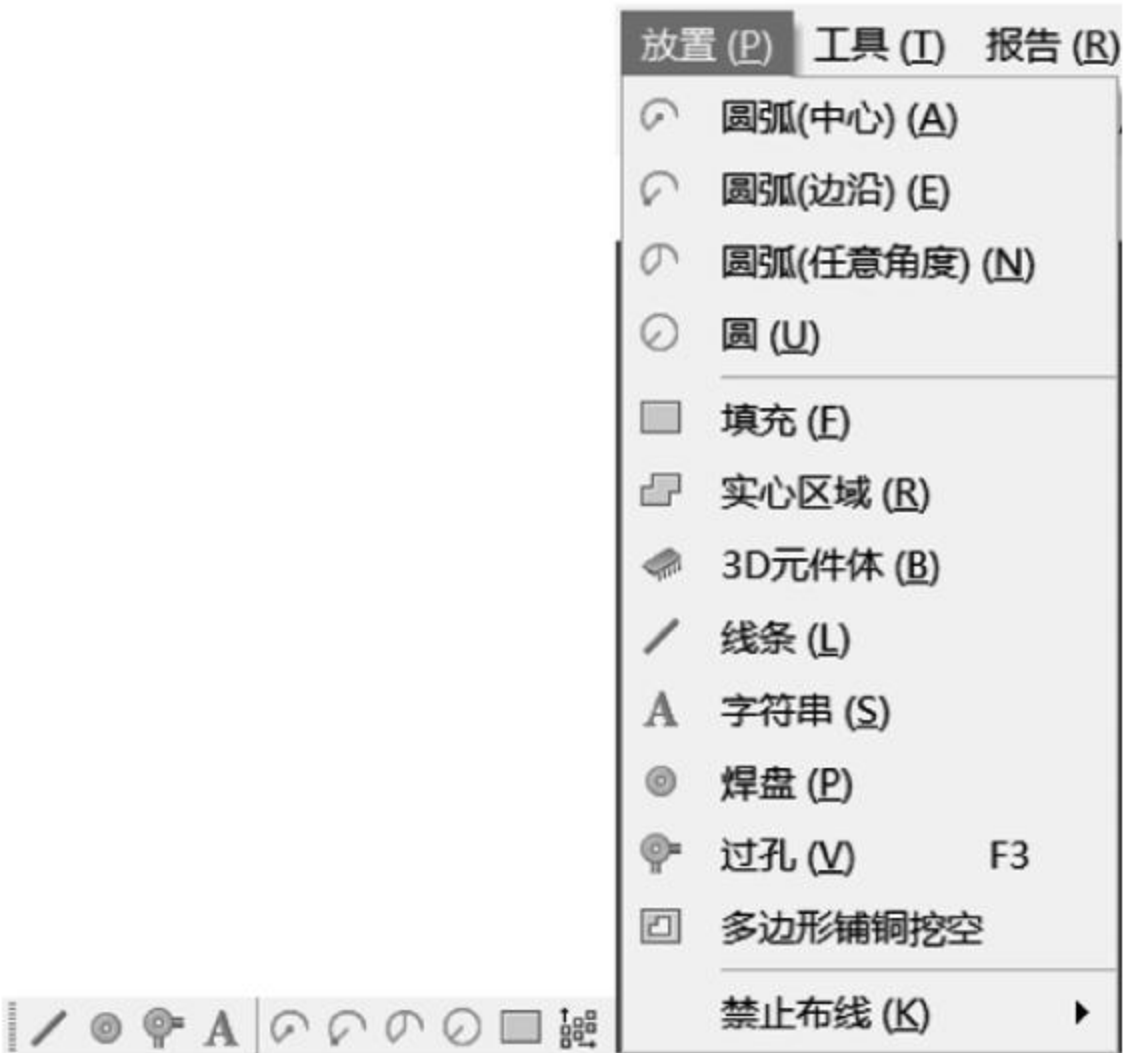 放置 (P) 工具 (T) 报告 (R)
圆弧(中心) (A)
圆弧(边沿) (E)
圆弧(任意角度) (N)
圆 (U)
填充 (F)
实心区域 (R)
3D元件体 (B)
线条 (L)
A 字符串 (S)
焊盘 (P)
过孔 (V) F3
多边形铺铜挖空
禁止布线 (K)
A